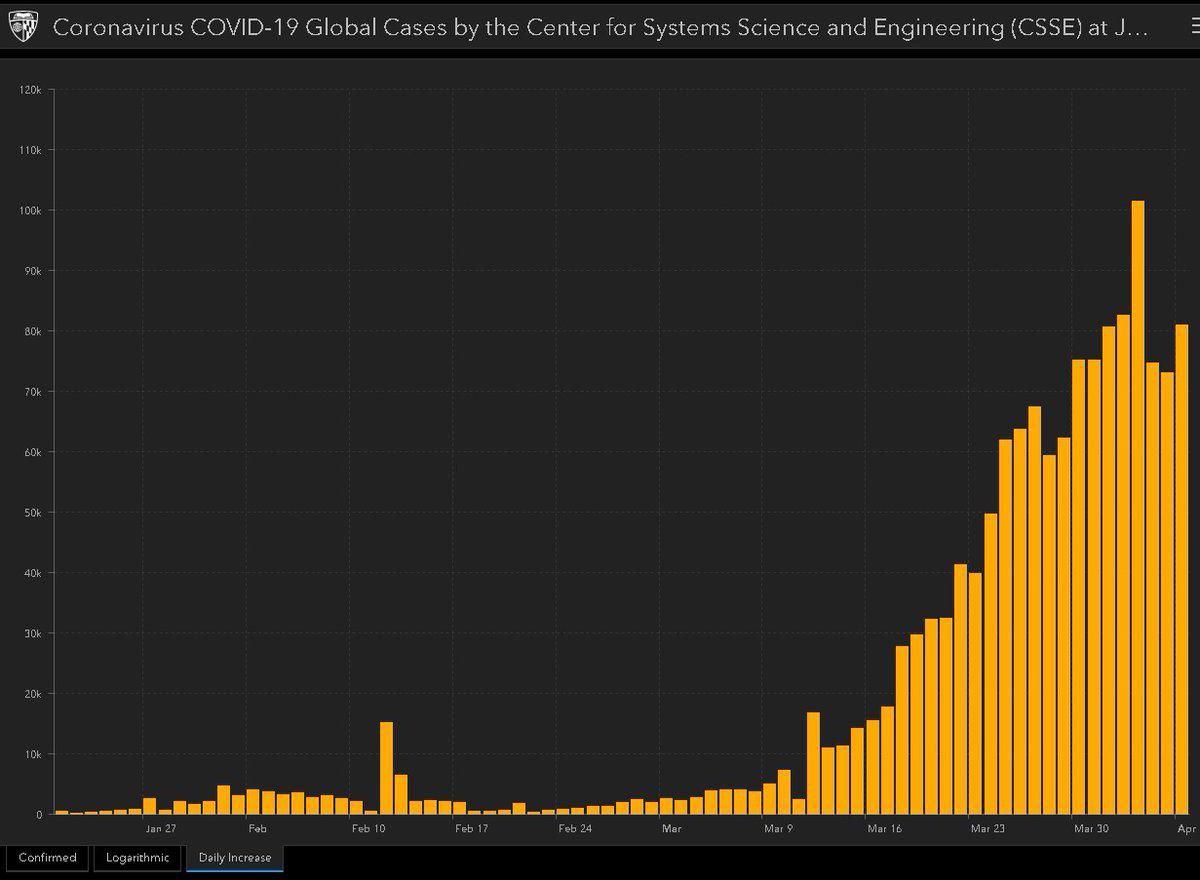 Coronavirus COVID-19 Global Cases by the Center for Systems Science and Engineering (CSSE) at J...
120k
110k
100k
90k
80k
70k
60k
50k
40k
30k
20k
10k
0
Jan 27 Feb Feb 10 Feb 17 Feb 24 Mar Mar 9 Mar 16 Mar 23 Mar 30 Apr
Confirmed Logarithmic Daily Increase